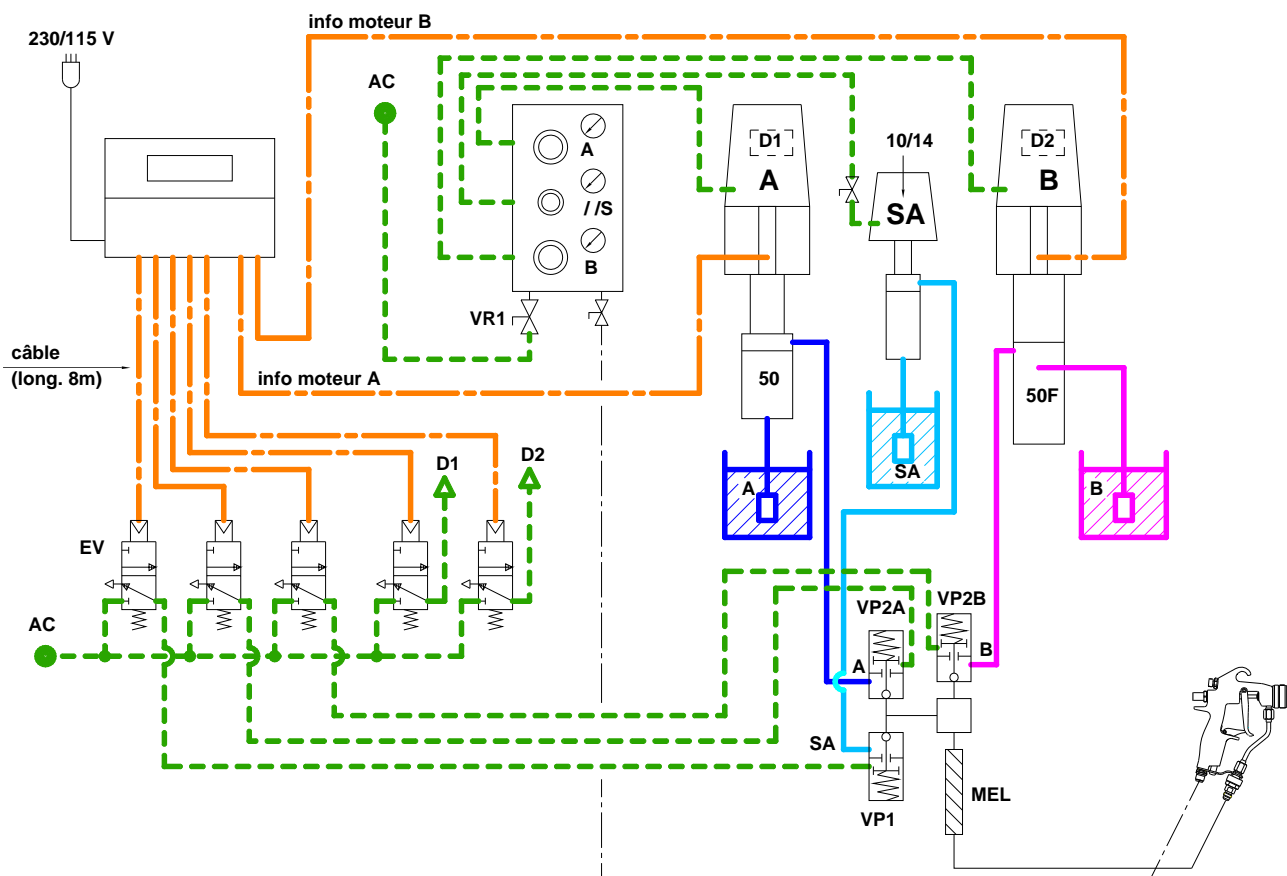 info moteur B
230/115 V
AC
A
/ /S
B
VR1
D1
A
10/14
SA
D2
B
câble
(long. 8m)
info moteur A
50
50F
A
SA
B
D1
D2
EV
AC
VP2A
VP2B
A
B
SA
VP1
MEL